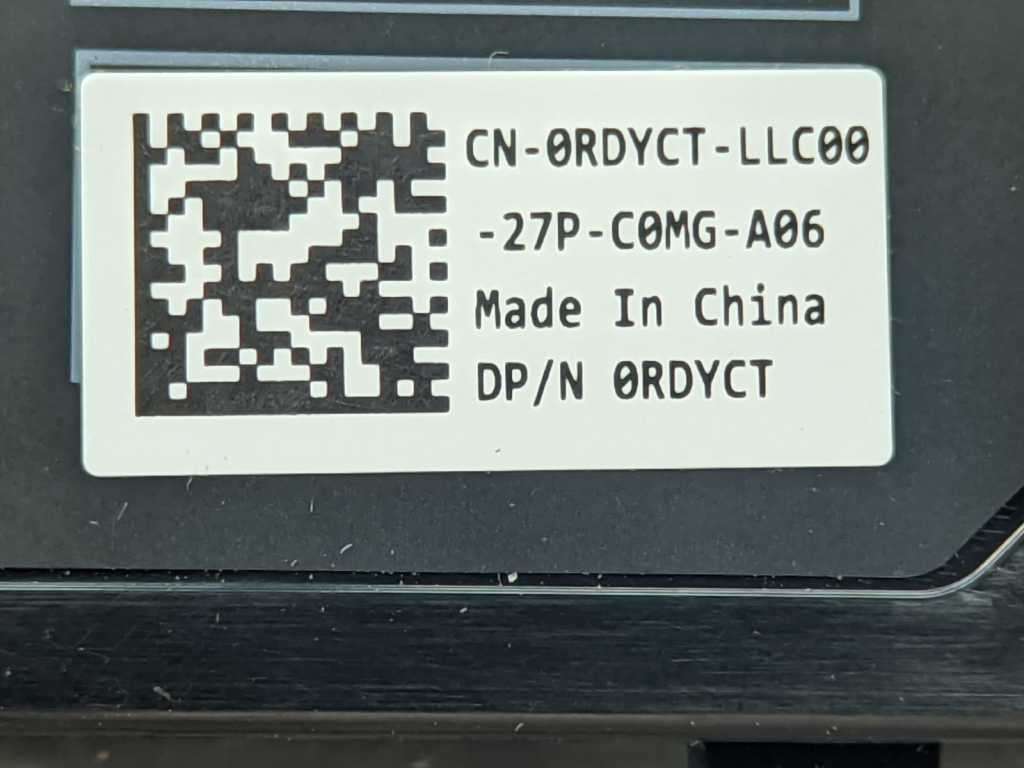 CN-0RDYCT-LLC00
-27P-C0MG-A06
Made In China
DP/N 0RDYCT